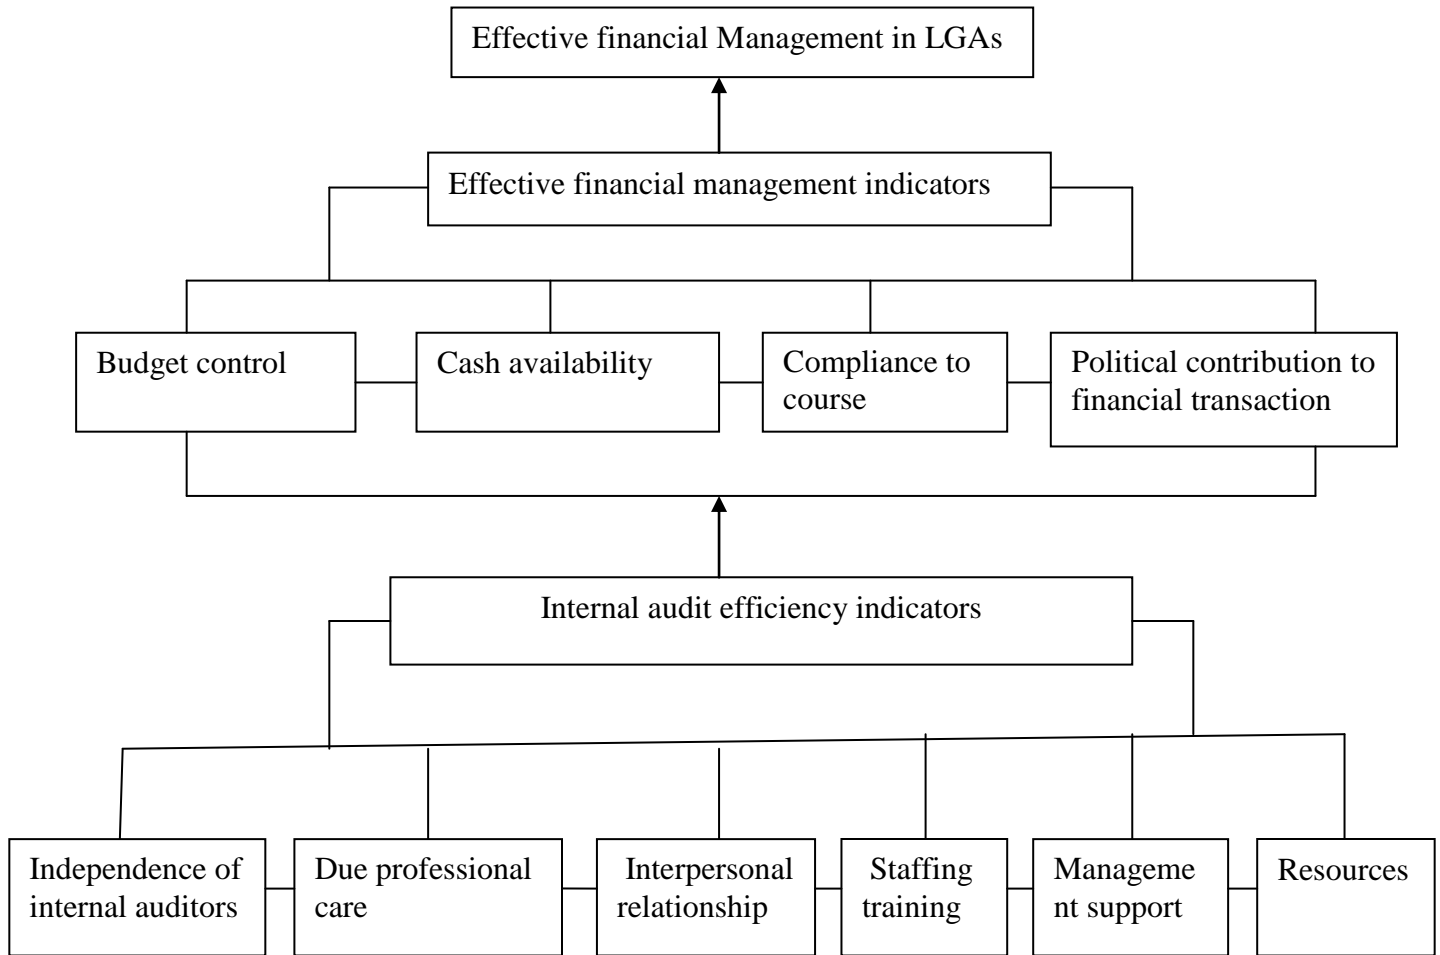 Effective financial Management in LGAs
Effective financial management indicators
Budget control
Cash availability
Compliance to
course
Political contribution to
financial transaction
Internal audit efficiency indicators
Independence of
internal auditors
Due professional
care
Interpersonal
relationship
Staffing
training
Manageme
nt support
Resources